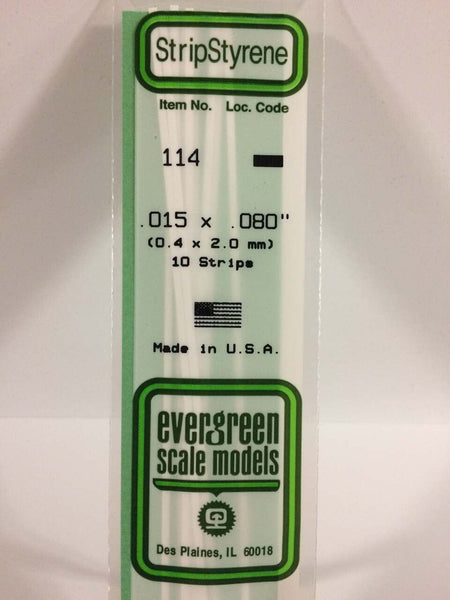 StripStyrene
Item No. Loc. Code
114
.015 x .080"
(0.4 x 2.0 mm)
10 Strips
Made in U.S.A.
evergreen
scale models
Des Plaines, IL 60018